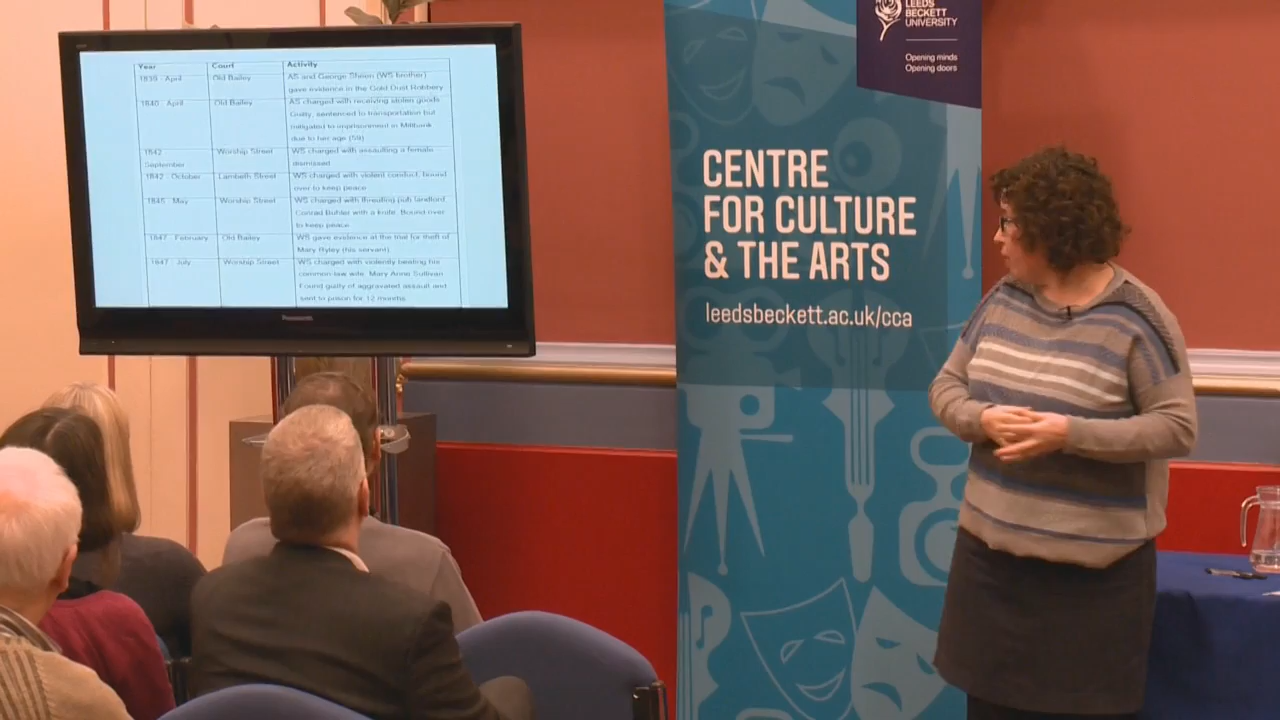 Year Court Activity
1839 - April Old Bailey AS and George Sheen (WS brother)
gave evidence in the Gold Dust Robbery
1840 - April Old Bailey AS charged with receiving stolen goods.
Guilty, sentenced to transportation but
mitigated to imprisonment in Millbank
due to her age (59)
1842 Worship Street WS charged with assaulting a female
September dismissed
1842 - October Lambeth Street WS charged with violent conduct, bound
over to keep peace
1845 - May Worship Street WS charged with threating pub landlord
Conrad Buhler with a knife. Bound over
to keep peace
1847 - February Old Bailey WS gave evidence at the trial for theft of
Mary Ryley (his servant)
1847 - July Worship Street WS charged with violently beating his
common-law wife, Mary Anne Sullivan
Found guilty of aggravated assault and
sent to prison for 12 months
Panasonic
LEEDS
BECKETT
UNIVERSITY
Opening minds
Opening doors
CENTRE
FOR CULTURE
& THE ARTS
leedsbeckett.ac.uk/cca